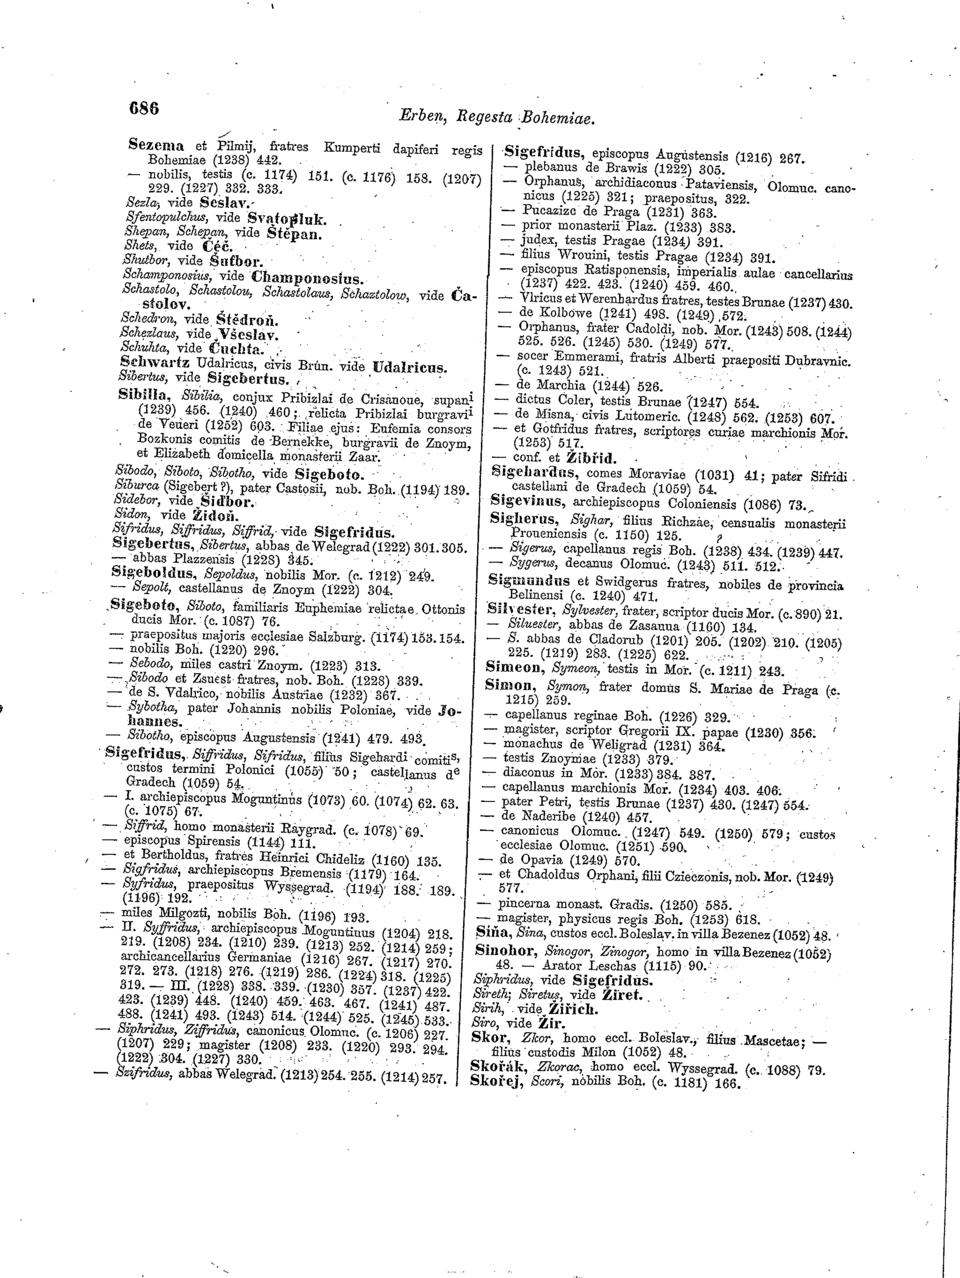 686
Erben, Regesta Bohemiae.
Sezema et Pilmij, fratres Kumperti dapiferi regis
Bohemiae (1238) 442.
— nobilis, testis (c. 1174) 151. (c. 1176) 158. (1207)
229. (1227) 332. 333.
Sezla, vide Seslav.
Sfentopulchus, vide Svatopluk.
Shepan, Schepan, vide Štěpan.
Shets, vide Čéč.
Shutbor, vide Šutbor.
Schamponosius, vide Champonosius.
Schastolo, Schastolou, Schastolaus, Schaztolow, vide Ča-
stolov.
Schedron, vide Štědroň.
Schezlaus, vide Všeslav.
Schuhta, vide Čuchta.
Schwartz Udalricus, civis Brún. vide Udalricus.
Sibertus, vide Sigebertus.
Sibilla, Sibilia, conjux Pribizlai de Crisanoue, supani
(1239) 456. (1240) 460; relicta Pribizlai burgravii
de Veueri (1252) 603. Filiae ejus: Eufemia consors
Bozkonis comitis de Bernekke, burgravii de Znoym,
et Elizabeth domicella monasterii Zaar.
Sibodo, Siboto, Sibotho, vide Sigeboto.
Siburca (Sigebert?), pater Castosii, nob. Boh. (1194) 189.
Sidebor, vide Sidbor.
Sidon, vide Židoň.
Sifridus, Siffridus, Siffrid, vide Sigefridus.
Sigebertus, Sibertus, abbas de Welegrad (1222) 301. 305.
— abbas Plazzensis (1228) 345.
Sigeboldus, Sepoldus, nobilis Mor. (c. 1212) 249.
— Sepolt, castellanus de Znoym (1222) 304.
Sigeboto, Siboto, familiaris Euphemiae relictae Ottonis
ducis Mor. (c. 1087) 76.
— praepositus majoris ecclesiae Salzburg. (1174) 153. 154.
— nobilis Boh. (1220) 296.
— Sebodo, miles castri Znoym. (1223) 313.
— Sibodo et Zsuest fratres, nob. Boh. (1228) 339.
— de S. Vdalrico, nobilis Austriae (1232) 367.
— Sybotha, pater Johannis nobilis Poloniae, vide Jo-
hannes.
— Sibotho, episcopus Augustensis (1241) 479. 493.
Sigefridus, Siffridus, Sifridus, filius Sigehardi comitis,
custos termini Polonici (1055) 50; castellanus de
Gradech (1059) 54.
— I. archiepiscopus Moguntinus (1073) 60. (1074) 62. 63.
(c. 1075) 67.
— Siffrid, homo monasterii Raygrad. (c. 1078) 69.
— episcopus Spirensis (1144) 111.
— et Bertholdus, fratres Heinrici Chideliz (1160) 135.
— Sigfridus, archiepiscopus Bremensis (1179) 164.
— Syfridus, praepositus Wyssegrad. (1194) 188. 189.
(1196) 192.
— miles Milgozti, nobilis Boh. (1196) 193.
— II. Syffridus, archiepiscopus Moguntinus (1204) 218.
219. (1208) 234. (1210) 239. (1213) 252. (1214) 259;
archicancellarius Germaniae (1216) 267. (1217) 270.
272. 273. (1218) 276. (1219) 286. (1224) 318. (1225)
319. — III. (1228) 338. 339. (1230) 357. (1237) 422.
423. (1239) 448. (1240) 459. 463. 467. (1241) 487.
488. (1241) 493. (1243) 514. (1244) 525. (1245) 533.
— Siphridus, Ziffridus, canonicus Olomuc. (c. 1206) 227.
(1207) 229; magister (1208) 233. (1220) 293. 294.
(1222) 304. (1227) 330.
— Szifridus, abbas Welegrad. (1213) 254. 255. (1214) 257.
Sigefridus, episcopus Augustensis (1216) 267.
— plebanus de Brawis (1222) 305.
— Orphanus, archidiaconus Pataviensis, Olomuc. cano-
nicus (1225) 321; praepositus, 322.
— Pucazizc de Praga (1231) 363.
— prior monasterii Plaz. (1233) 383.
— judex, testis Pragae (1234) 391.
— filius Wrouini, testis Pragae (1234) 391.
— episcopus Ratisponensis, imperialis aulae cancellarius
(1237) 422. 423. (1240) 459. 460.
— Vlricus et Werenhardus fratres, testes Brunae (1237) 430.
— de Kolbowe (1241) 498. (1249) 572.
— Orphanus, frater Cadoldi, nob. Mor. (1243) 508. (1244)
525. 526. (1245) 530. (1249) 577.
— socer Emmerami, fratris Alberti praepositi Dubravnic.
(c. 1243) 521.
— de Marchia (1244) 526.
— dictus Coler, testis Brunae (1247) 554.
— de Misna, civis Lutomeric. (1248) 562. (1253) 607.
— et Gotfridus fratres, scriptores curiae marchionis Mor.
(1253) 517.
— conf. et Žibřid.
Sigehardus, comes Moraviae (1031) 41; pater Sifridi
castellani de Gradech (1059) 54.
Sigevinus, archiepiscopus Coloniensis (1086) 73.
Sigherus, Sighar, filius Richzae, censualis monasterii
Proueniensis (c. 1150) 125.
— Sigerus, capellanus regis Boh. (1238) 434. (1239) 447.
— Sygerus, decanus Olomuc. (1243) 511. 512.
Sigmundus et Swidgerus fratres, nobiles de provincia
Belinensi (c. 1240) 471.
Silvester, Sylvester, frater, scriptor ducis Mor. (c. 890) 21.
— Siluester, abbas de Zasaua (1160) 134.
— S. abbas de Cladorub (1201) 205. (1202) 210. (1205)
225. (1219) 283. (1225) 622.
Simeon, Symeon, testis in Mor. (c. 1211) 243.
Simon, Symon, frater domus S. Mariae de Praga (c.
1215) 259.
— capellanus reginae Boh. (1226) 329.
— magister, scriptor Gregorii IX. papae (1230) 356.
— monachus de Weligrad (1231) 364.
— testis Znoymae (1233) 379.
— diaconus in Mor. (1233) 384. 387.
— capellanus marchionis Mor. (1234) 403. 406.
— pater Petri, testis Brunae (1237) 430. (1247) 554.
— de Naderibe (1240) 457.
— canonicus Olomuc. (1247) 549. (1250) 579; custos
ecclesiae Olomuc. (1251) 590.
— de Opavia (1249) 570.
— et Chadoldus Orphani, filii Czieczonis, nob. Mor. (1249)
577.
— pincerna monast. Gradis. (1250) 585.
— magister, physicus regis Boh. (1253) 618.
Siňa, Sina, custos eccl. Boleslav. in villa Bezenez (1052) 48.
Sinohor, Sinogor, Zinogor, homo in villa Bezenez (1052)
48. — Arator Leschas (1115) 90.
Siphridus, vide Sigefridus.
Sireth; Siretus, vide Žiret.
Sirih, vide Žiřich.
Siro, vide Žir.
Skor, Zkor, homo eccl. Boleslav., filius Mascetae; —
filius custodis Milon (1052) 48.
Skořák, Zkorac, homo eccl. Wyssegrad. (c. 1088) 79.
Skořej, Scori, nobilis Boh. (c. 1181) 166.